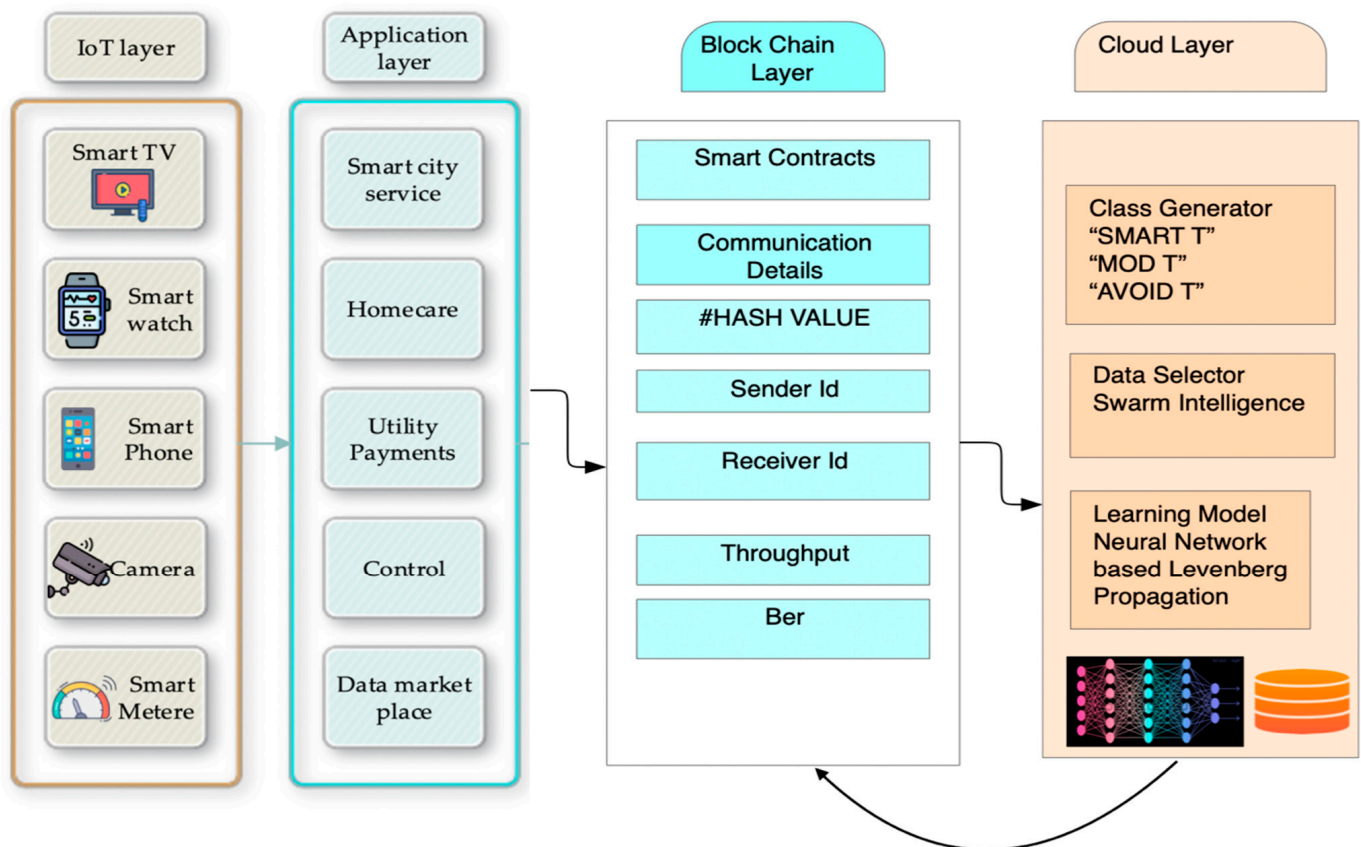 IoT layer
Smart TV
Smart
watch
5
Smart
Phone
Camera
Smart
Metere
Application
layer
Smart city
service
Homecare
Utility
Payments
Control
Data market
place
Block Chain
Layer
Smart Contracts
Communication
Details
#HASH VALUE
Sender Id
Receiver Id
Throughput
Ber
Cloud Layer
Class Generator
“SMART T”
“MOD T”
“AVOID T”
Data Selector
Swarm Intelligence
Learning Model
Neural Network
based Levenberg
Propagation